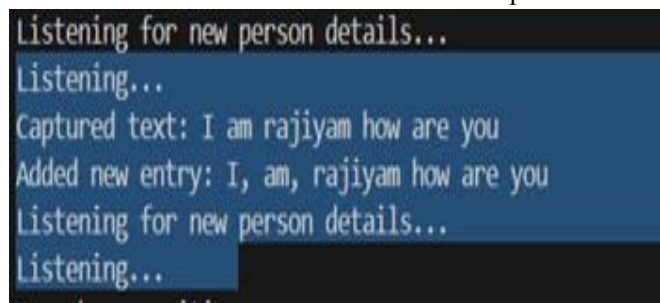 Listening for new person details...
Listening...
Captured text: I am rajiyam how are you
Added new entry: I, am, rajiyam how are you
Listening for new person details...
Listening...